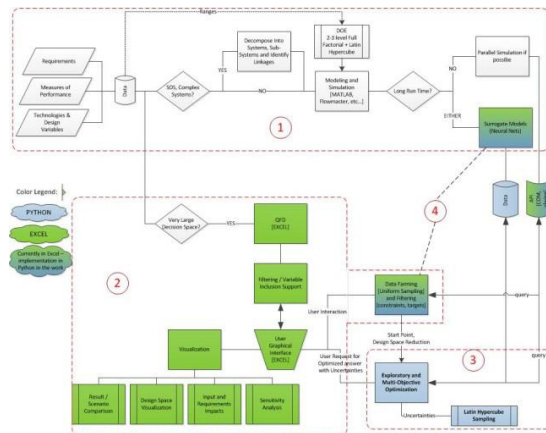 Ranges
Requirements
Measures of
Performance
Technologies &
Design
Variables
Data
SOS, Complex
Systems?
YES
NO
Decompose Into
Systems, Sub-
Systems and Identify
Linkages
DOE
2-3 level Full
Factorial + Latin
Hypercube
Modeling and
Simulation
[MATLAB,
Flowmaster, etc...]
Long Run Time?
NO
EITHER
Parallel Simulation if
possible
Surrogate Models
(Neural Nets)
1
Color Legend:
PYTHON
EXCEL
Currently in Excel –
implementation in
Python in the work
Very Large
Decision Space?
YES
QFD
[EXCEL]
2
Filtering / Variable
Inclusion Support
User
Graphical
Interface
[EXCEL]
Visualization
Result /
Scenario
Comparison
Design Space
Visualization
Input and
Requirements
Impacts
Sensitivity
Analysis
4
Data
API
[COM,
Data Farming
[Uniform Sampling]
and Filtering
[constraints, targets]
User Interaction
query
Start Point,
Design Space Reduction
User Request for
Optimized answer
with Uncertainties
3
query
Exploratory and
Multi-Objective
Optimization
Uncertainties
Latin Hypercube
Sampling